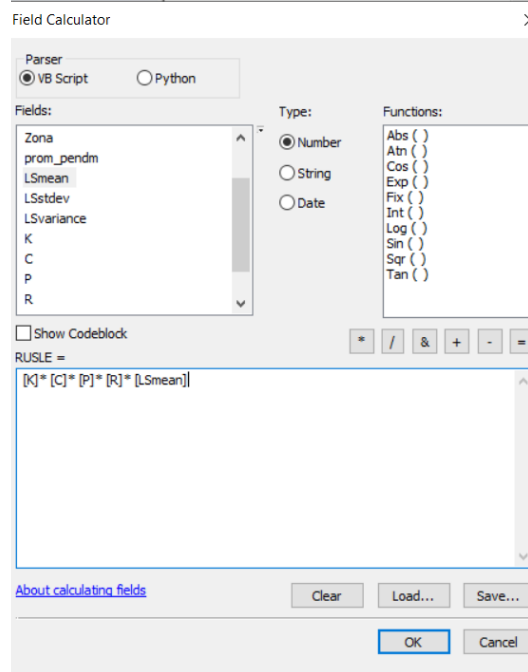 Field Calculator
Parser
VB Script Python
Fields: Type: Functions:
Zona
prom_pendm
LSmean
LSstdev
LSvariance
K
C
P
R
Number
String
Date
Abs ( )
Atn ( )
Cos ( )
Exp ( )
Fix ( )
Int ( )
Log ( )
Sin ( )
Sqr ( )
Tan ( )
Show Codeblock
* / & + - =
RUSLE =
[K]* [C]* [P]* [R]* [LSmean]
About calculating fields Clear Load... Save...
OK Cancel